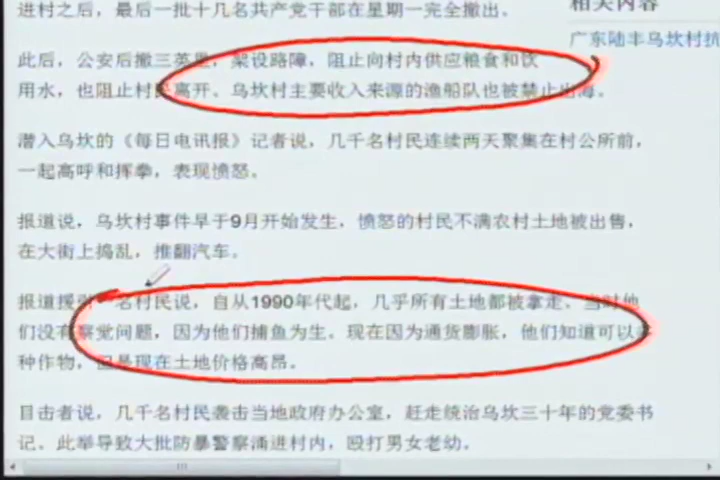 进村之后，最后一批十几名共产党干部在星期一完全撤出。
相关内容
广东陆丰乌坎村抗
此后，公安后撤三英里，架设路障，阻止向村内供应粮食和饮
用水，也阻止村民离开、乌坎村主要收入来源的渔船队也被禁止出海。
潜入乌坎的《每日电讯报》记者说，几千名村民连续两天聚集在村公所前，
一起高呼和挥拳，表现愤怒。
报道说，乌坎村事件早于9月开始发生，愤怒的村民不满农村土地被出售，
在大街上捣乱，推翻汽车。
报道援引一名村民说，自从1990年代起，几乎所有土地都被拿走、当时他
们没有察觉问题，因为他们捕鱼为生。现在因为通货膨胀，他们知道可以多
种作物，但是现在土地价格高昂。
目击者说，几千名村民袭击当地政府办公室，赶走统治乌坎三十年的党委书
记。此举导致大批防暴警察涌进村内，殴打男女老幼。